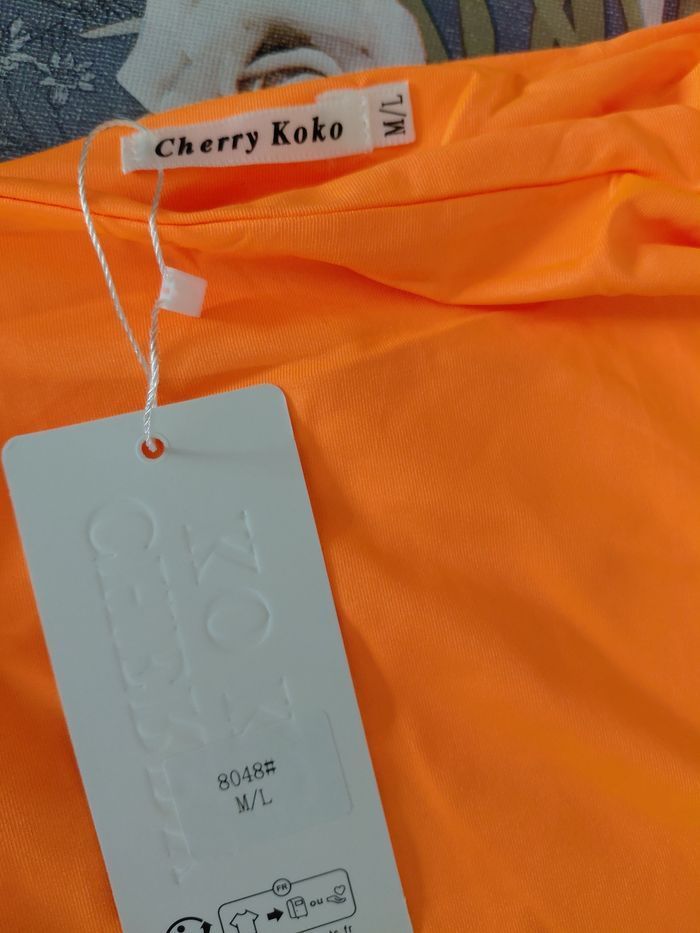 Cherry Koko
M/L
8048#
M/L
FR
ou